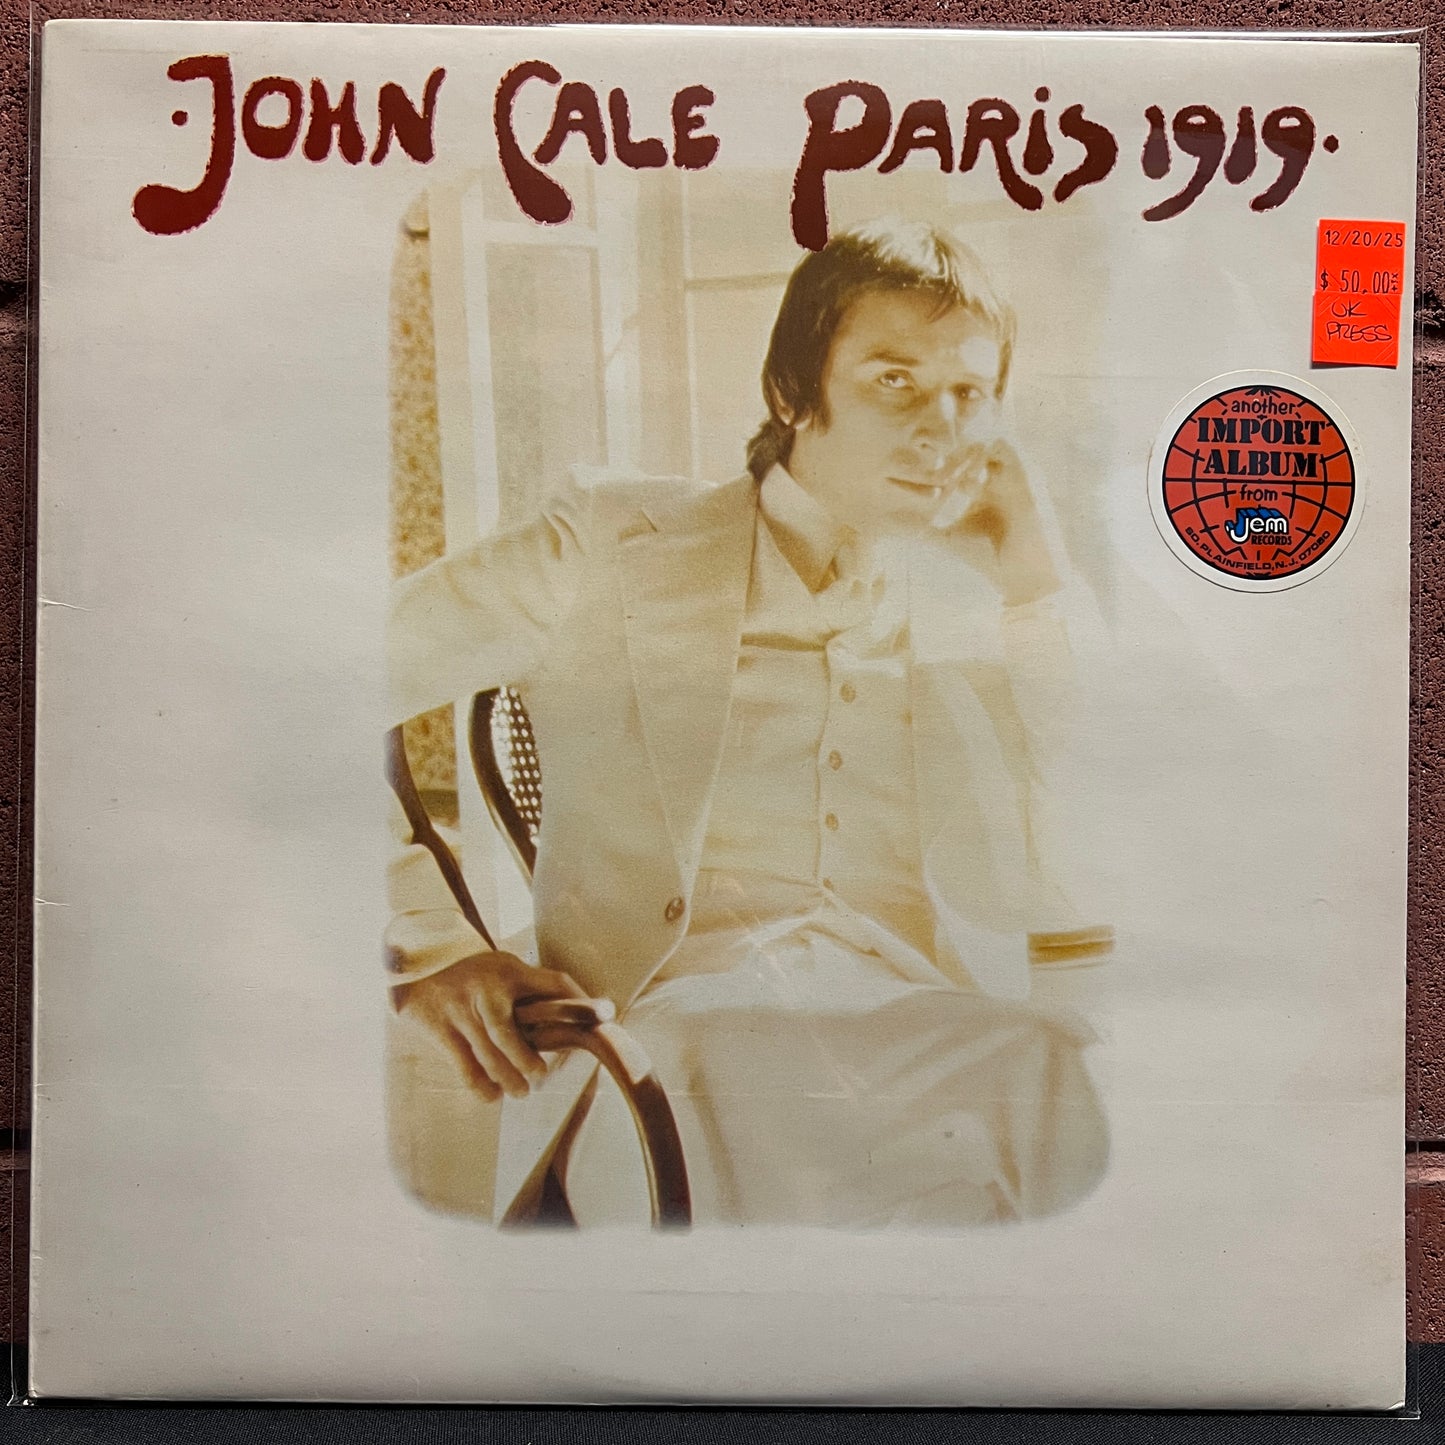 ·JOHN CALE PARIS 1919·
12/20/25
$ 50.00 +TX
UK
PRESS
another
IMPORT
ALBUM
from
Jem
RECORDS
SO. PLAINFIELD, N.J. 07080